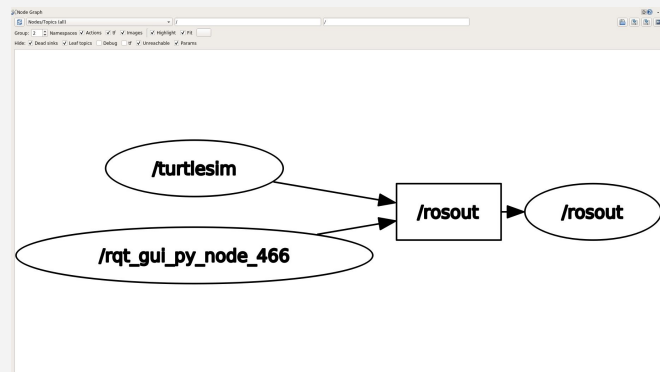 Node Graph
Nodes/Topics (all) / /
Group: 2 Namespaces Actions tf Images Highlight Fit
Hide: Dead sinks Leaf topics Debug tf Unreachable Params
/turtlesim
/rosout /rosout
/rqt_gui_py_node_466